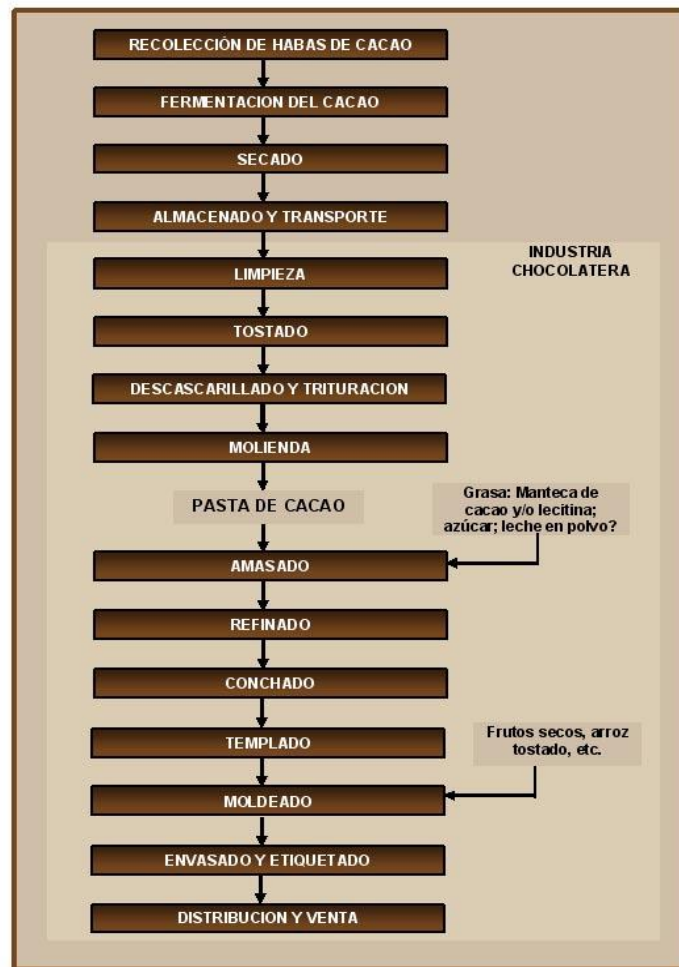 RECOLECCIÓN DE HABAS DE CACAO
FERMENTACION DEL CACAO
SECADO
ALMACENADO Y TRANSPORTE
INDUSTRIA
CHOCOLATERA
LIMPIEZA
TOSTADO
DESCASCARILLADO Y TRITURACION
MOLIENDA
PASTA DE CACAO
Grasa: Manteca de
cacao y/o lecitina;
azúcar; leche en polvo?
AMASADO
REFINADO
CONCHADO
TEMPLADO
Frutos secos, arroz
tostado, etc.
MOLDEADO
ENVASADO Y ETIQUETADO
DISTRIBUCION Y VENTA